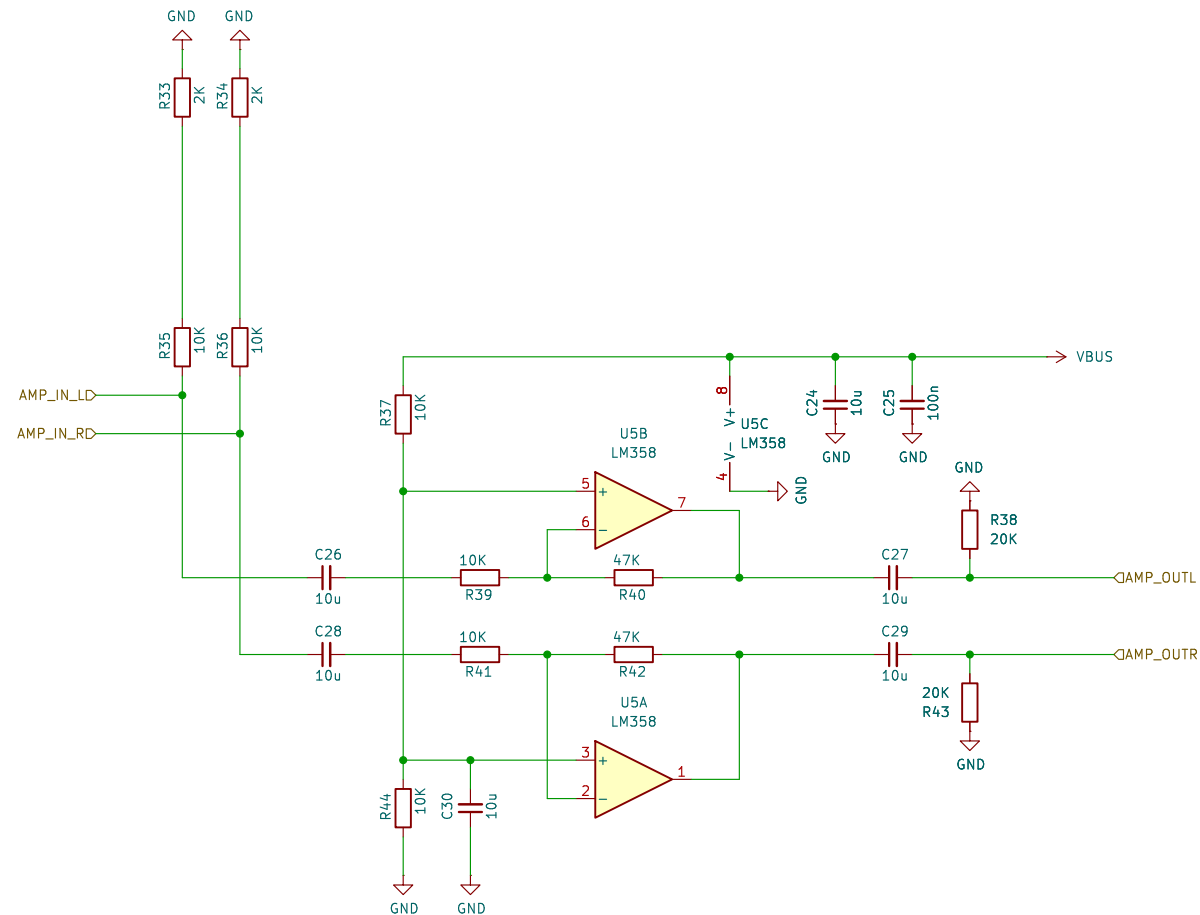 GND
GND
R33
2K
R34
2K
R35
10K
R36
10K
AMP_IN_L
AMP_IN_R
R37
10K
8
V+
U5C
LM358
V-
4
GND
C24
10u
GND
C25
100n
GND
VBUS
U5B
LM358
5
+
6
-
7
GND
R38
20K
C26
10u
10K
R39
47K
R40
C27
10u
AMP_OUTL
C28
10u
10K
R41
47K
R42
C29
10u
AMP_OUTR
U5A
LM358
3
+
2
-
1
20K
R43
GND
R44
10K
C30
10u
GND
GND